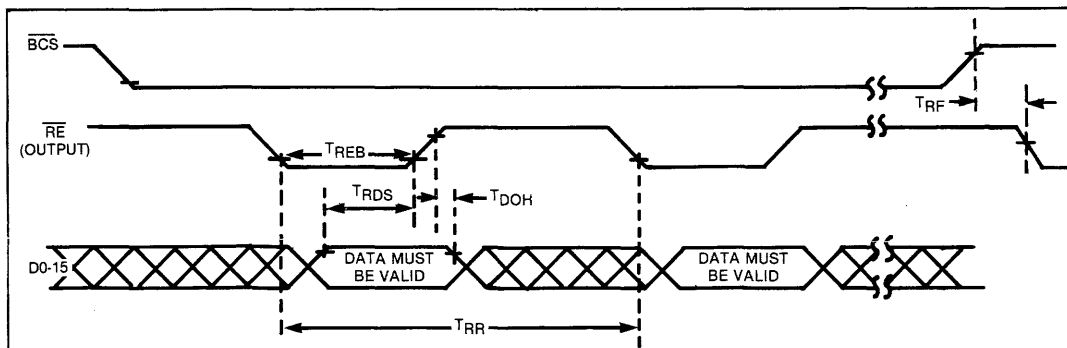 BCS
TRF
RE
(OUTPUT)
TREB
TRDS
TDOH
D0-15
DATA MUST
BE VALID
DATA MUST
BE VALID
TRR